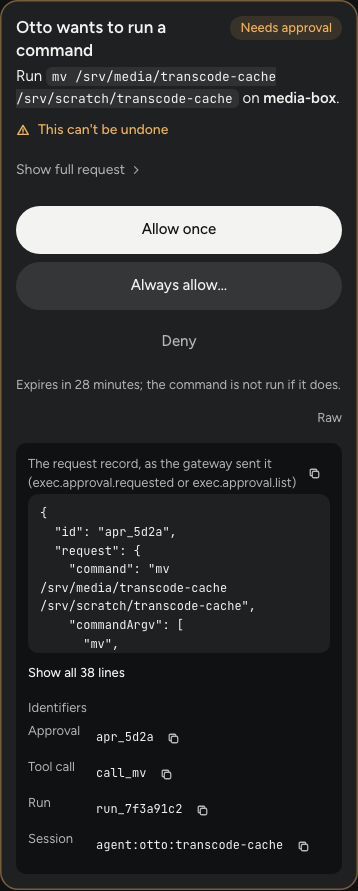 Otto wants to run a
command
Needs approval
Run mv /srv/media/transcode-cache
/srv/scratch/transcode-cache on media-box.
This can't be undone
Show full request
Allow once
Always allow...
Deny
Expires in 28 minutes; the command is not run if it does.
Raw
The request record, as the gateway sent it
(exec.approval.requested or exec.approval.list)
{
"id": "apr_5d2a",
"request": {
"command": "mv
/srv/media/transcode-cache
/srv/scratch/transcode-cache",
"commandArgv": [
"mv",
Show all 38 lines
Identifiers
Approval apr_5d2a
Tool call call_mv
Run run_7f3a91c2
Session agent:otto:transcode-cache